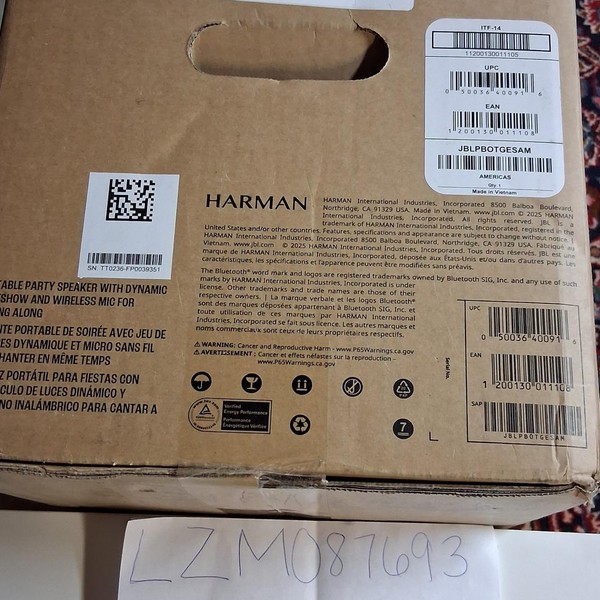 ITF-14
11200130011105
UPC
0 50036 40091 6
EAN
1 200130 011108
JBLPBOTGESAM
AMERICAS
Qty. 1
Made in Vietnam
SN TT0236-FP0039351
HARMAN
HARMAN International Industries, Incorporated 8500 Balboa Boulevard,
Northridge, CA 91329 USA. Made in Vietnam. www.jbl.com © 2025 HARMAN
International Industries, Incorporated. All rights reserved. JBL is a
trademark of HARMAN International Industries, Incorporated, registered in the
United States and/or other countries. Features, specifications and appearance are subject to change without notice. |
HARMAN International Industries, Incorporated 8500 Balboa Boulevard, Northridge, CA 91329 USA. Fabriqué au
Vietnam. www.jbl.com © 2025 HARMAN International Industries, Incorporated. Tous droits réservés. JBL est une
marque de HARMAN International Industries, Incorporated, déposée aux États-Unis et/ou dans d'autres pays. Les
caractéristiques, les spécifications et l'apparence peuvent être modifiées sans préavis.
The Bluetooth® word mark and logos are registered trademarks owned by Bluetooth SIG, Inc. and any use of such
marks by HARMAN International Industries, Incorporated is under
license. Other trademarks and trade names are those of their
respective owners. | La marque verbale et les logos Bluetooth®
sont des marques déposées appartenant à Bluetooth SIG, Inc. et
toute utilisation de ces marques par HARMAN International
Industries, Incorporated se fait sous licence. Les autres marques et
noms commerciaux sont ceux de leurs propriétaires respectifs.
WARNING: Cancer and Reproductive Harm - www.P65Warnings.ca.gov
AVERTISSEMENT : Cancer et effets néfastes sur la reproduction -
www.P65Warnings.ca.gov
TABLE PARTY SPEAKER WITH DYNAMIC
TSHOW AND WIRELESS MIC FOR
NG ALONG
NTE PORTABLE DE SOIRÉE AVEC JEU DE
ES DYNAMIQUE ET MICRO SANS FIL
HANTER EN MÊME TEMPS
Z PORTÁTIL PARA FIESTAS CON
CULO DE LUCES DINÁMICO Y
NO INALÁMBRICO PARA CANTAR A
Verified
Energy Performance
Performance
Énergétique Vérifiée
7
Serial No.
UPC
0 50036 40091 6
EAN
1 200130 011108
SAP
JBLPBOTGESAM
LZM087693